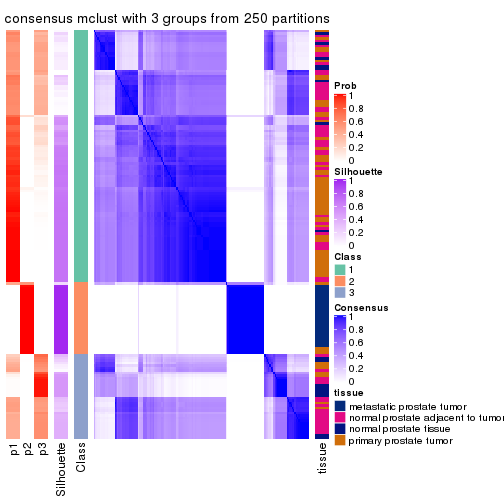 consensus mclust with 3 groups from 250 partitions
Prob
1
0.8
0.6
0.4
0.2
0
Silhouette
1
0.8
0.6
0.4
0.2
0
Class
1
2
3
Consensus
1
0.8
0.6
0.4
0.2
0
tissue
metastatic prostate tumor
normal prostate adjacent to tumor
normal prostate tissue
primary prostate tumor
p1
p2
p3
Silhouette
Class
tissue